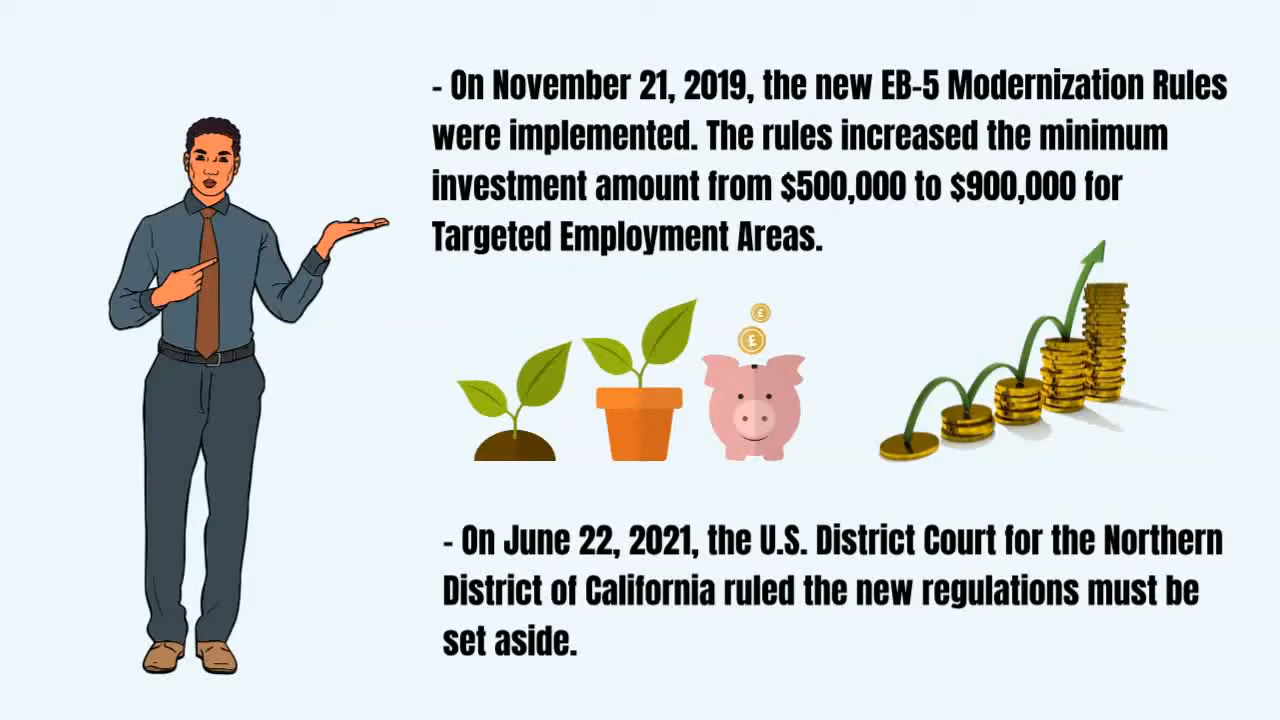 - On November 21, 2019, the new EB-5 Modernization Rules
were implemented. The rules increased the minimum
investment amount from $500,000 to $900,000 for
Targeted Employment Areas.
£
£
- On June 22, 2021, the U.S. District Court for the Northern
District of California ruled the new regulations must be
set aside.